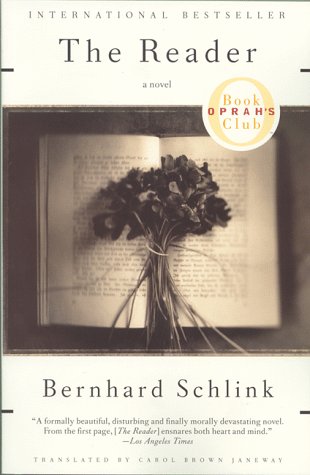 INTERNATIONAL BESTSELLER
The Reader
a novel
Book
OPRAH'S
Club
Bernhard Schlink
"A formally beautiful, disturbing and finally morally devastating novel.
From the first page, [The Reader] ensnares both heart and mind."
—Los Angeles Times
TRANSLATED BY CAROL BROWN JANEWAY